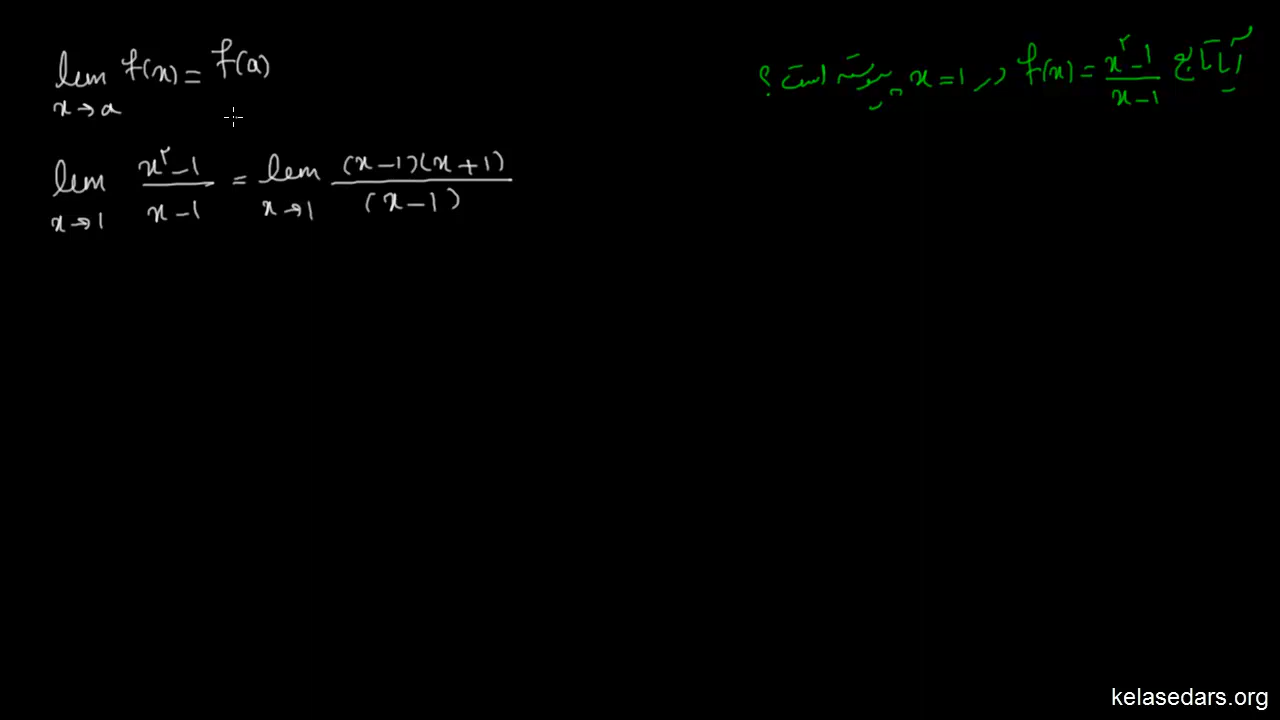 آیا تابع f(x) = x²-1/x-1 در x=1 پیوسته است؟
lim f(x) = f(a)
x→a
lim x²-1/x-1 = lim (x-1)(x+1)/(x-1)
x→1 x→1
kelasedars.org